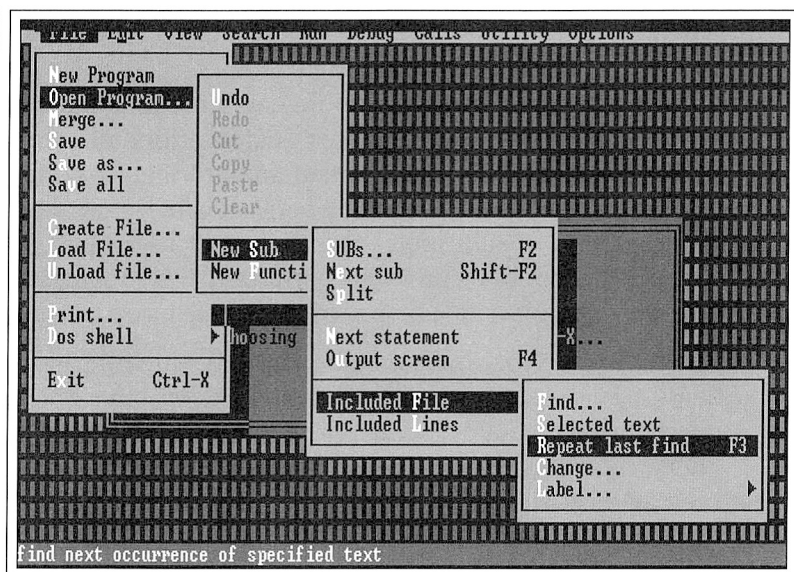 File Edit View Search Run Debug Calls Utility Options
New Program
Open Program...
Merge...
Save
Save as...
Save all
Create File...
Load File...
Unload file...
Print...
Dos shell
Exit Ctrl-X
Undo
Redo
Cut
Copy
Paste
Clear
New Sub
New Functi
Choosing
-X...
SUBs... F2
Next sub Shift-F2
Split
Next statement
Output screen F4
Included File
Included Lines
Find...
Selected text
Repeat last find F3
Change...
Label...
find next occurrence of specified text